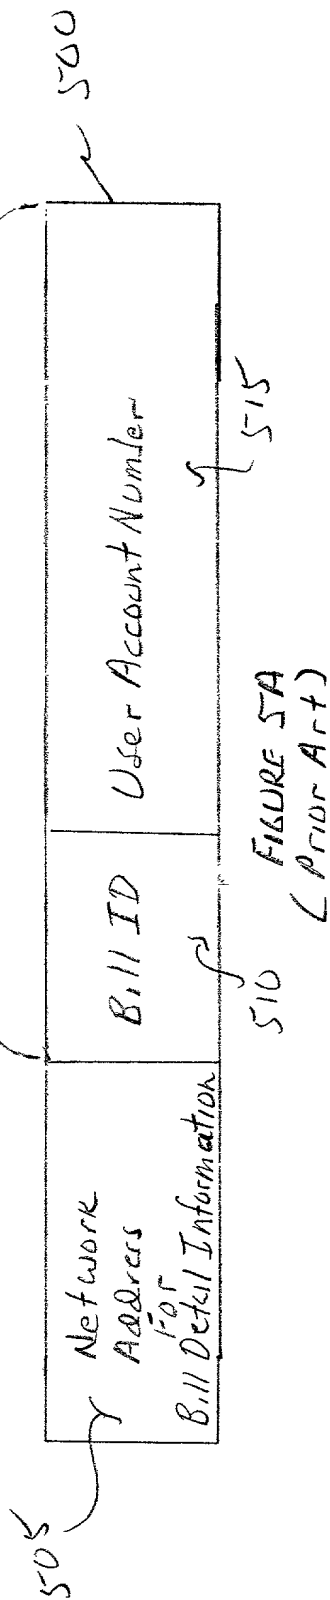 500
505
Network
Address
For
Bill Detail Information
Bill ID
User Account Number
510
515
FIGURE 5A
(Prior Art)